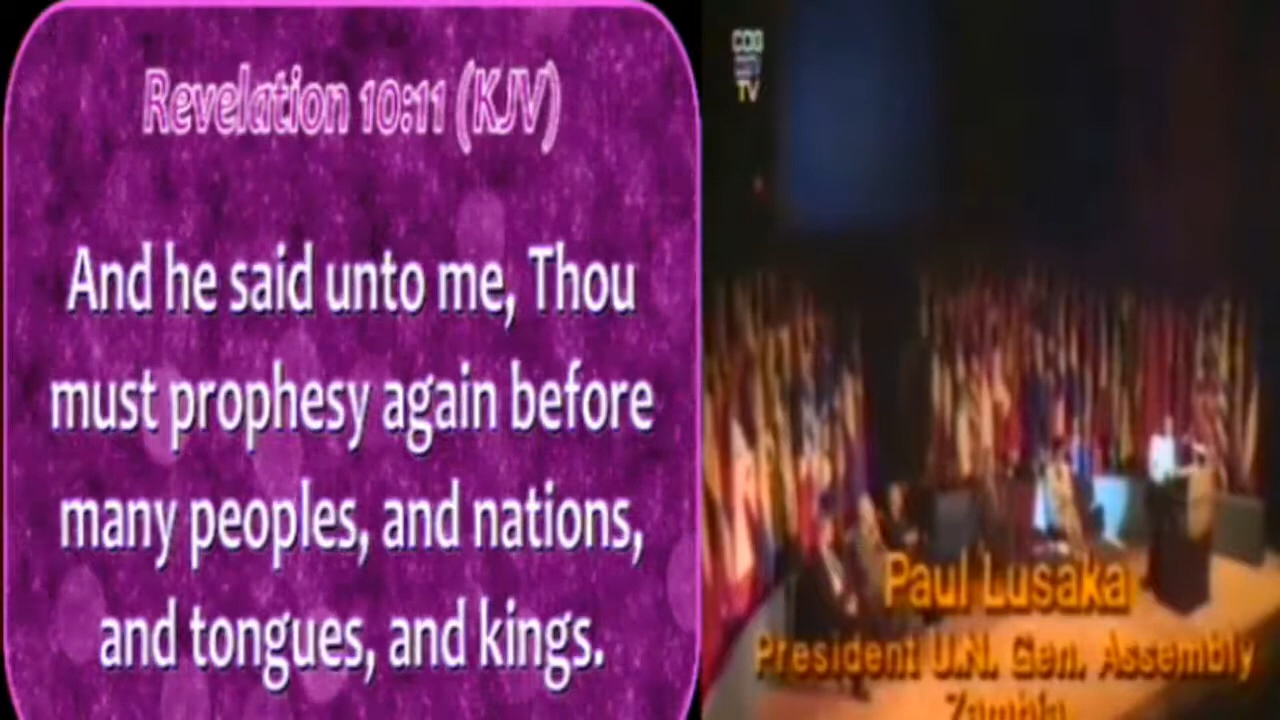 Revelation 10:11 (KJV)
And he said unto me, Thou
must prophesy again before
many peoples, and nations,
and tongues, and kings.
TV
Paul Lusaka
President U.N. Gen. Assembly
Zambia